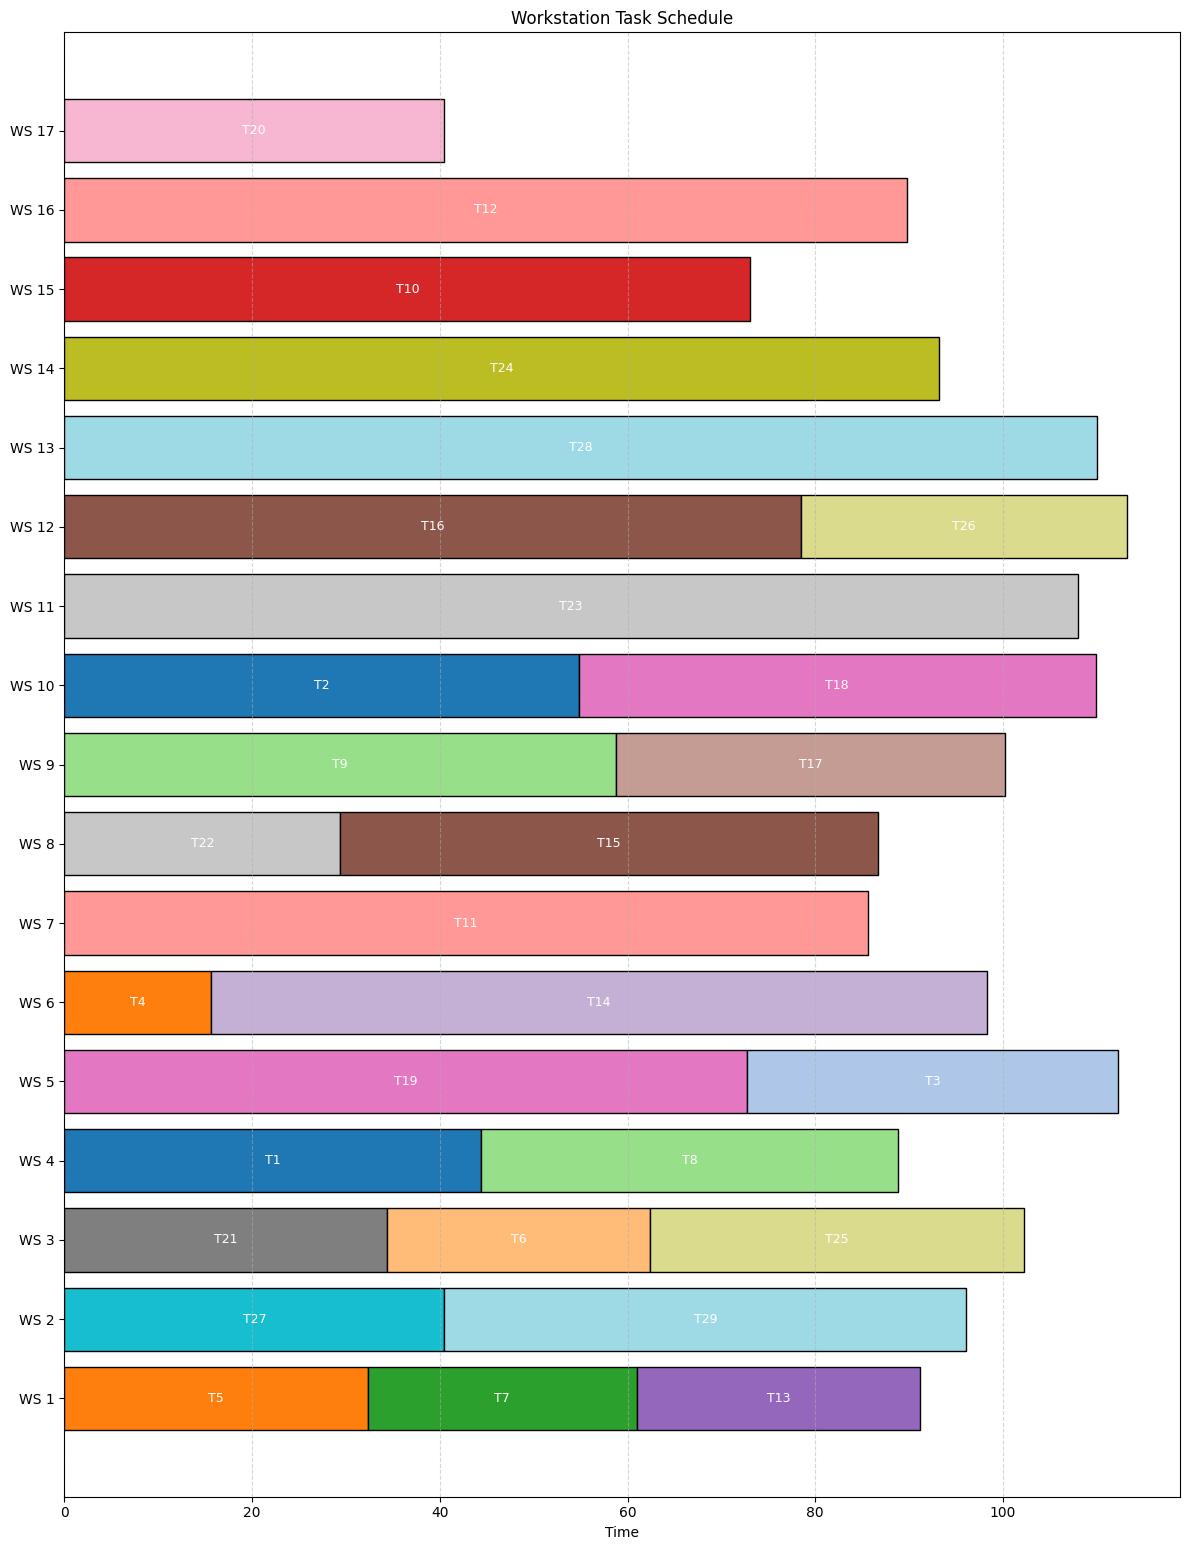 Workstation Task Schedule
WS 17
T20
WS 16
T12
WS 15
T10
WS 14
T24
WS 13
T28
WS 12
T16 T26
WS 11
T23
WS 10
T2 T18
WS 9
T9 T17
WS 8
T22 T15
WS 7
T11
WS 6
T4 T14
WS 5
T19 T3
WS 4
T1 T8
WS 3
T21 T6 T25
WS 2
T27 T29
WS 1
T5 T7 T13
0 20 40 60 80 100
Time